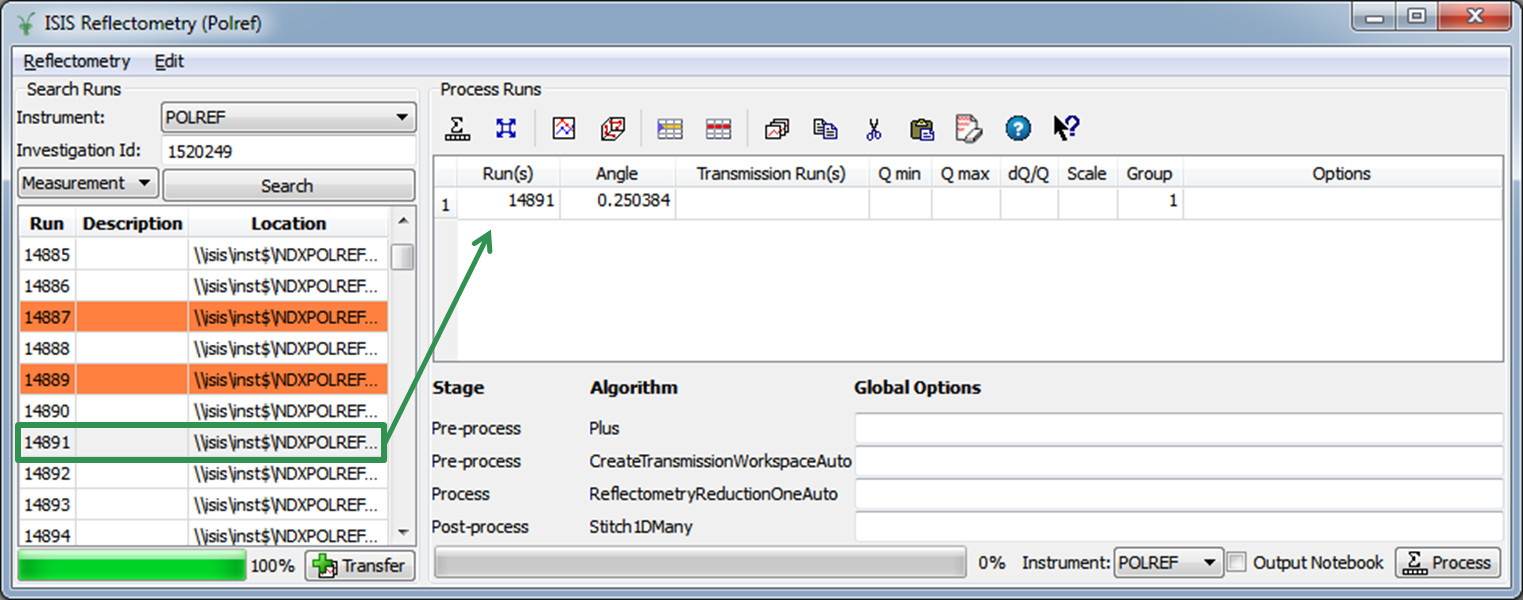 ISIS Reflectometry (Polref)
Reflectometry Edit
Search Runs
Instrument: POLREF
Investigation Id: 1520249
Measurement Search
Run Description Location
14885 \\isis\inst$\NDXPOLREF...
14886 \\isis\inst$\NDXPOLREF...
14887 \\isis\inst$\NDXPOLREF...
14888 \\isis\inst$\NDXPOLREF...
14889 \\isis\inst$\NDXPOLREF...
14890 \\isis\inst$\NDXPOLREF...
14891 \\isis\inst$\NDXPOLREF...
14892 \\isis\inst$\NDXPOLREF...
14893 \\isis\inst$\NDXPOLREF...
14894 \\isis\inst$\NDXPOLREF...
100% Transfer
Process Runs
Run(s) Angle Transmission Run(s) Q min Q max dQ/Q Scale Group Options
1 14891 0.250384 1
Stage Algorithm Global Options
Pre-process Plus
Pre-process CreateTransmissionWorkspaceAuto
Process ReflectometryReductionOneAuto
Post-process Stitch1DMany
0% Instrument: POLREF Output Notebook Process